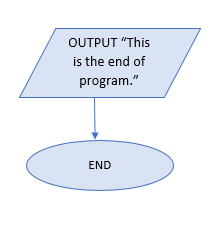 OUTPUT “This
is the end of
program.”
END